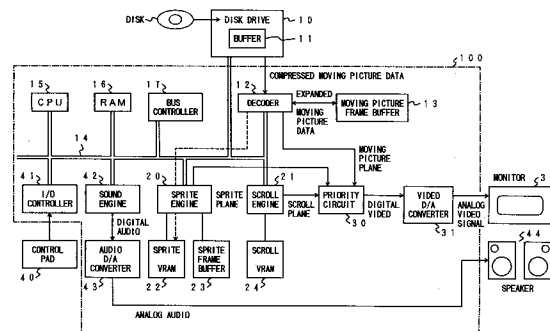 DISK
DISK DRIVE
10
BUFFER
11
100
COMPRESSED MOVING PICTURE DATA
15
CPU
16
RAM
17
BUS
CONTROLLER
12
DECODER
EXPANDED
MOVING
PICTURE
DATA
MOVING PICTURE
FRAME BUFFER
13
14
MOVING
PICTURE
PLANE
41
I/O
CONTROLLER
42
SOUND
ENGINE
20
SPRITE
ENGINE
SPRITE
PLANE
21
SCROLL
ENGINE
SCROLL
PLANE
PRIORITY
CIRCUIT
30
DIGITAL
VIDEO
VIDEO
D/A
CONVERTER
31
ANALOG
VIDEO
SIGNAL
MONITOR
3
DIGITAL
AUDIO
CONTROL
PAD
40
AUDIO
D/A
CONVERTER
43
SPRITE
VRAM
22
SPRITE
FRAME
BUFFER
23
SCROLL
VRAM
24
44
SPEAKER
ANALOG AUDIO